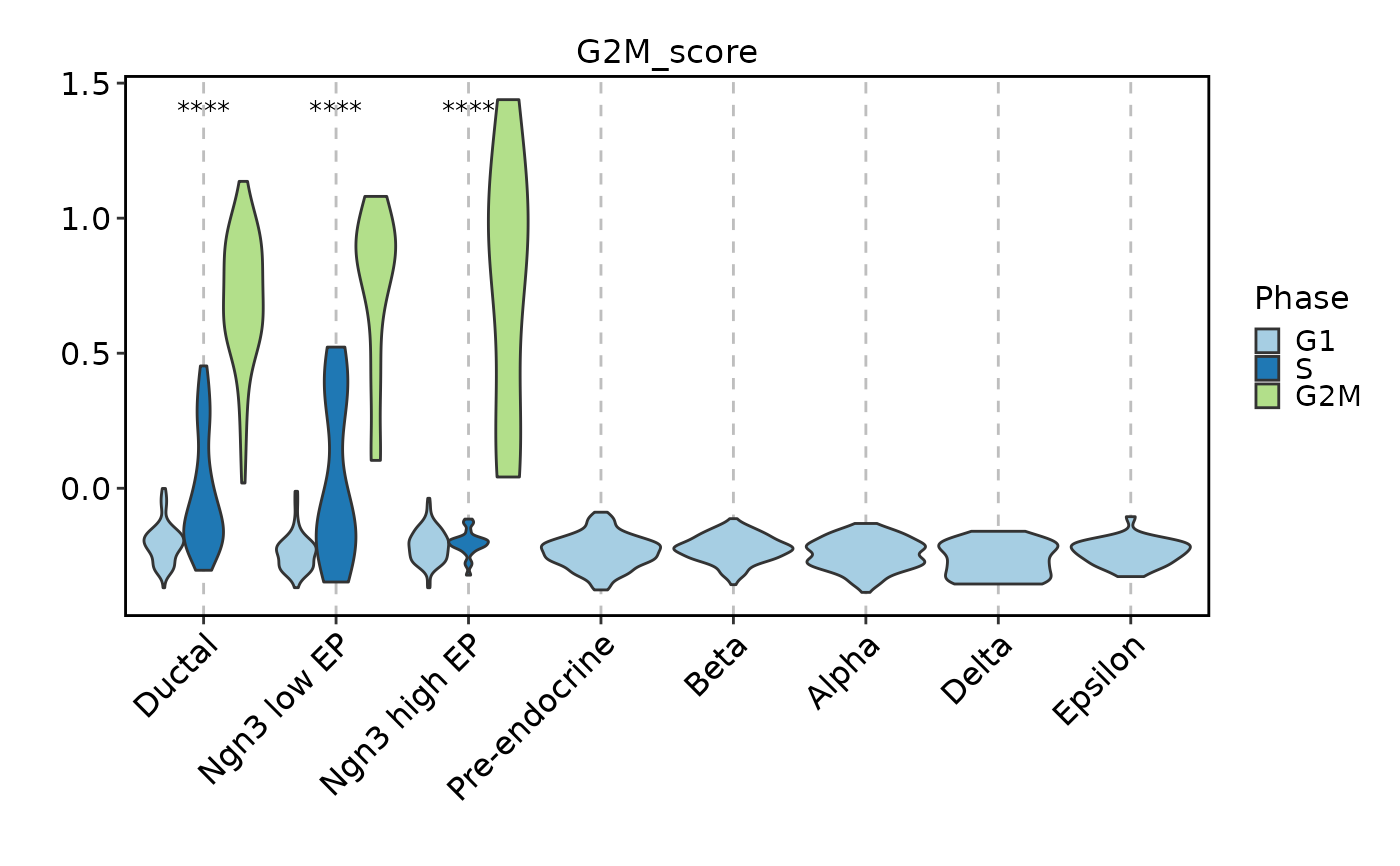 G2M_score
1.5
1.0
0.5
0.0
**** **** ****
Ductal
Ngn3 low EP
Ngn3 high EP
Pre-endocrine
Beta
Alpha
Delta
Epsilon
Phase
G1
S
G2M